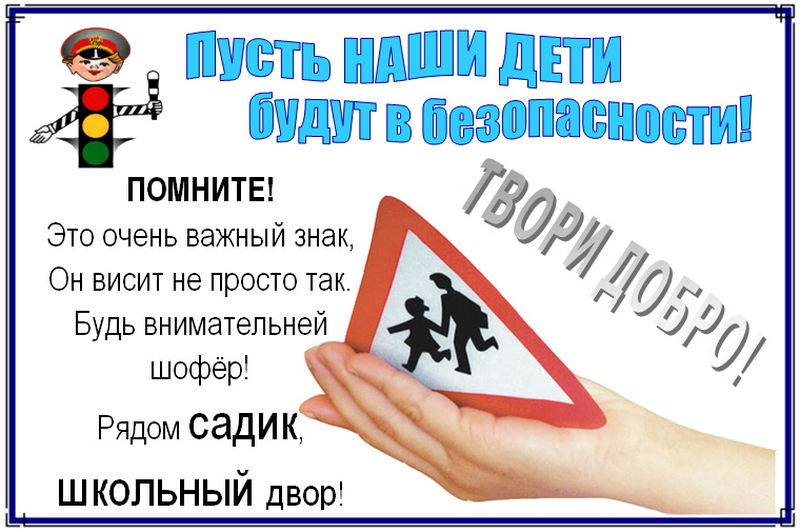 Пусть НАШИ ДЕТИ
будут в безопасности!
ТВОРИ ДОБРО!
ПОМНИТЕ!
Это очень важный знак,
Он висит не просто так.
Будь внимательней
шофёр!
Рядом садик,
школьный двор!